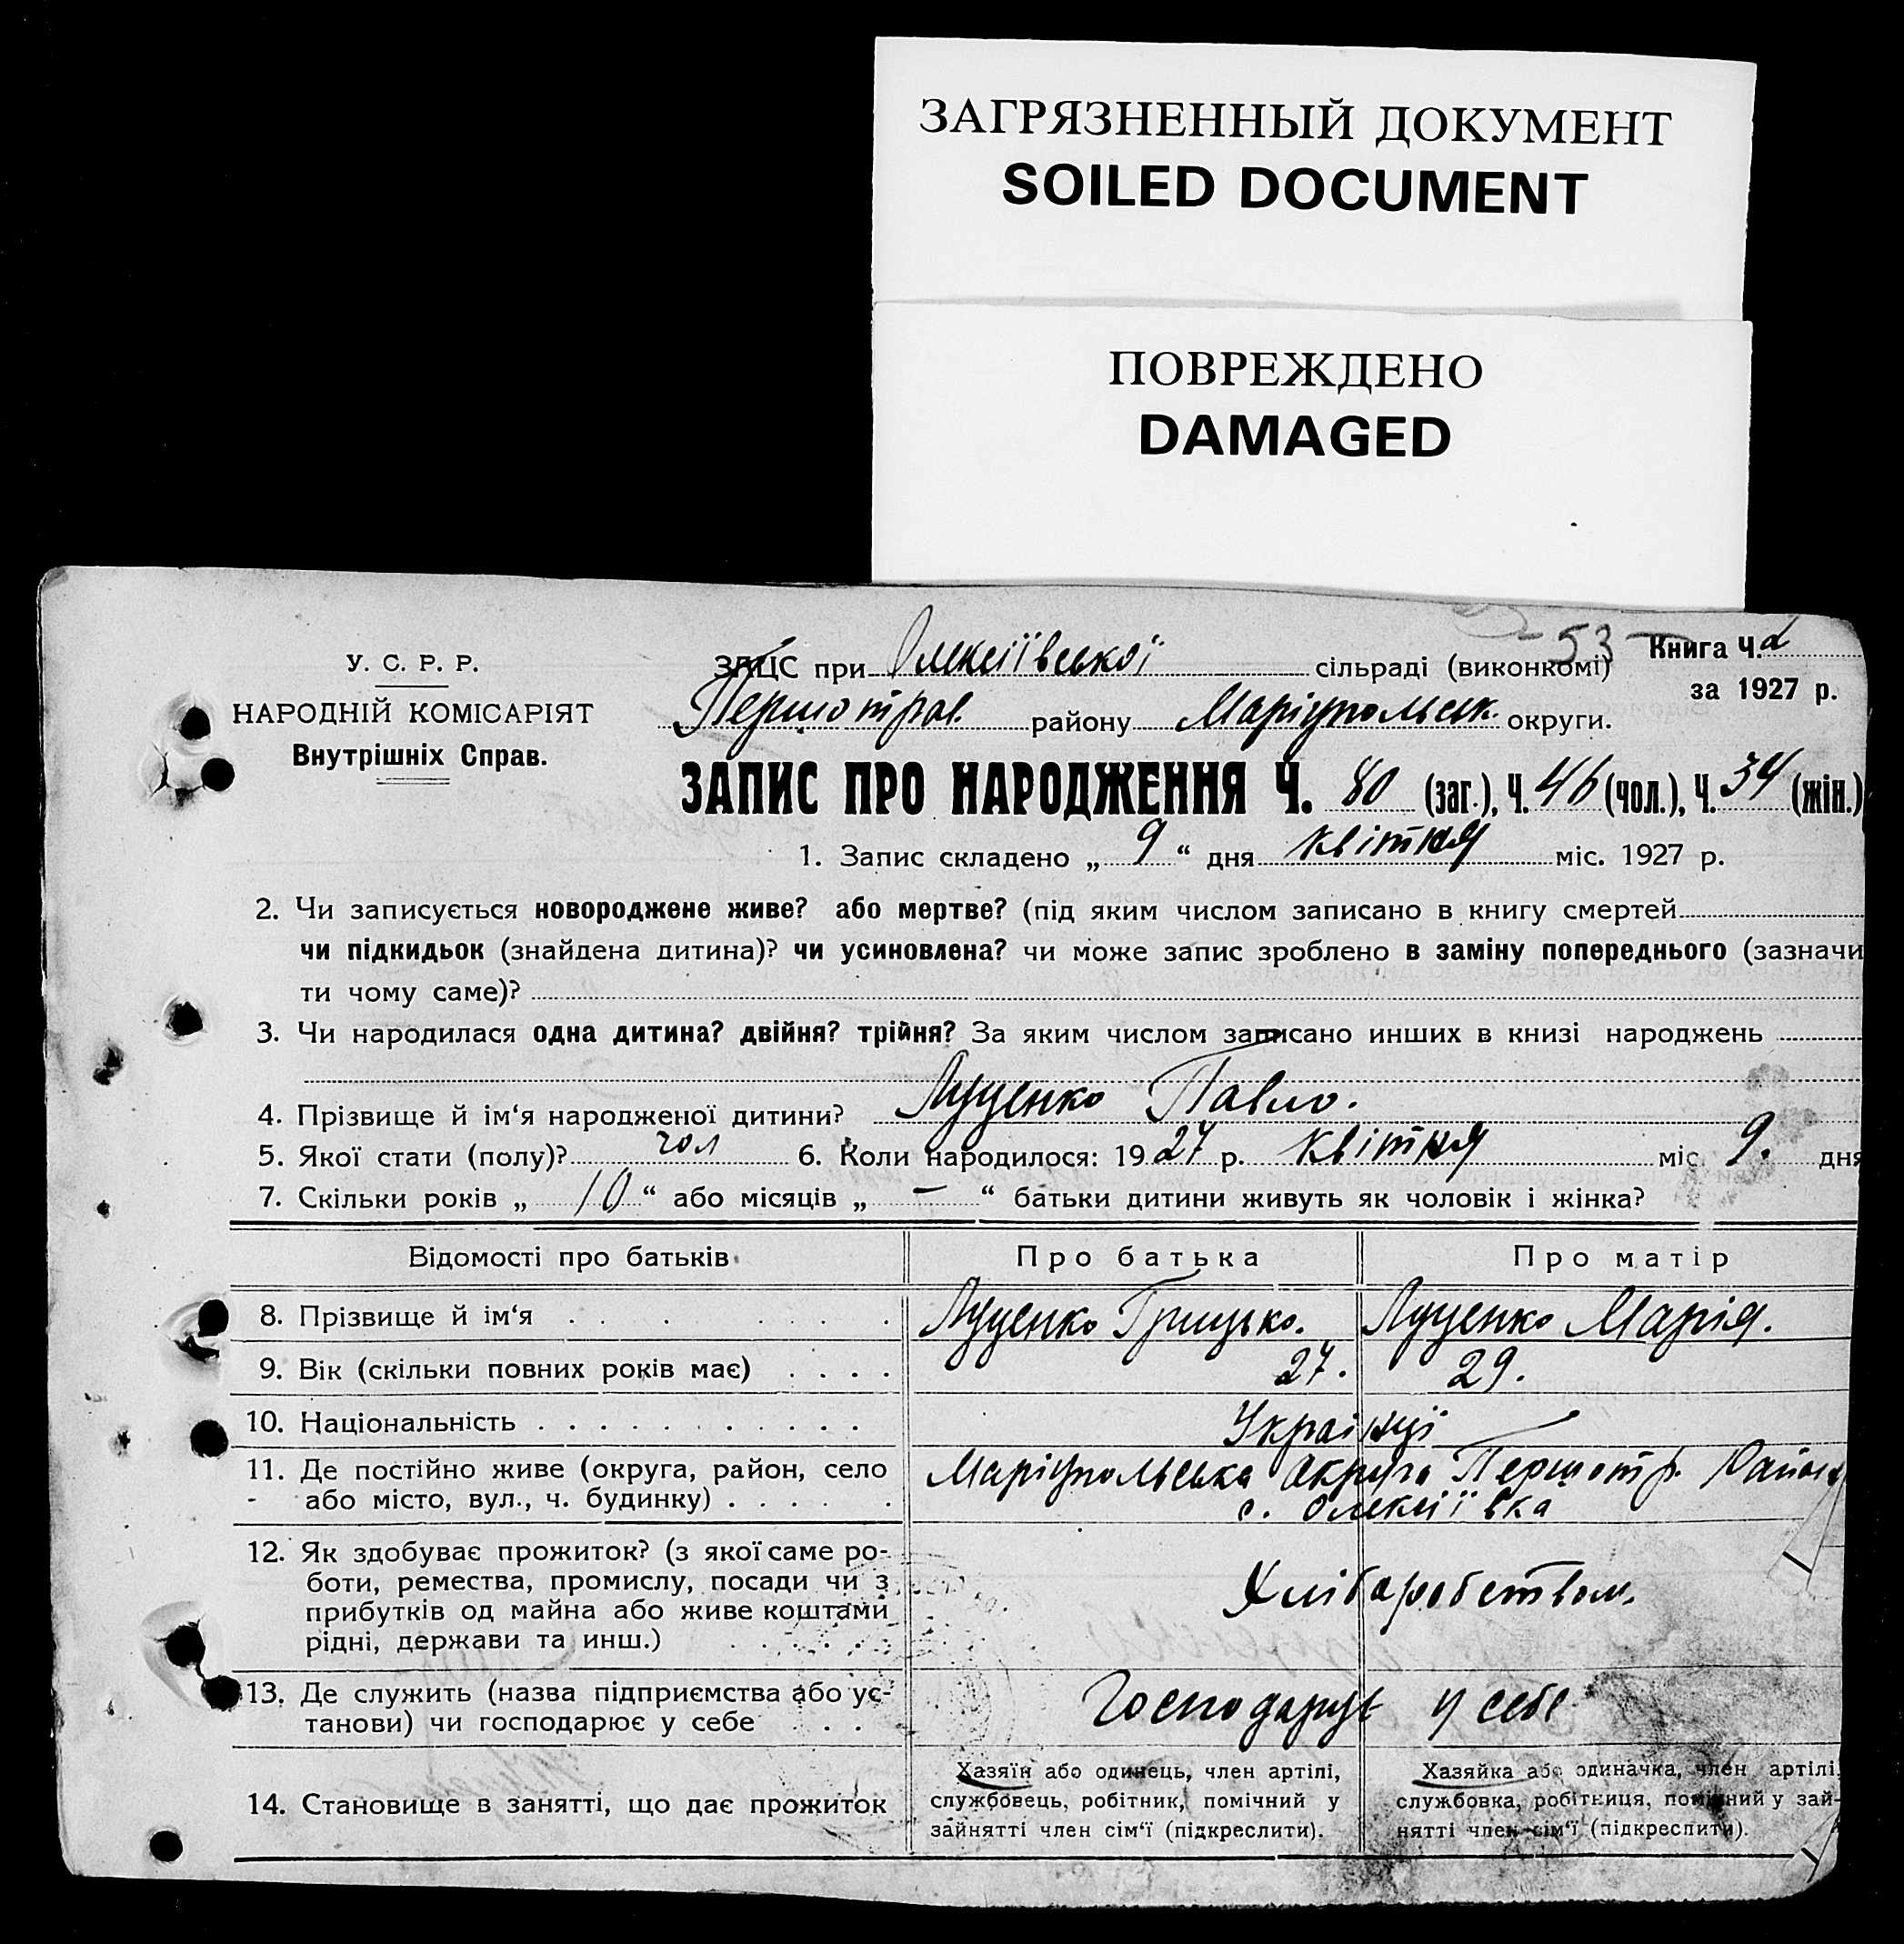 ЗАГРЯЗНЕННЫЙ ДОКУМЕНТ
SOILED DOCUMENT
ПОВРЕЖДЕНО
DAMAGED
У. С. Р. Р.
НАРОДНІЙ КОМІСАРІЯТ
Внутрішніх Справ.
53
Книга Ч.
за 1927 р.
ЗАЦС при Олексіївської сільраді (виконкомі)
Першотрав. району Маріупольськ. округи.
ЗАПИС ПРО НАРОДЖЕННЯ Ч. 80 (заг.), Ч. 46 (чол.), Ч. 34 (жін.)
1. Запис складено „ 9 “ дня квітня міс. 1927 р.
2. Чи записується новороджене живе? або мертве? (під яким числом записано в книгу смертей
чи підкидьок (знайдена дитина)? чи усиновлена? чи може запис зроблено в заміну попереднього (зазначи
ти чому саме)?
3. Чи народилася одна дитина? двійня? трійня? За яким числом записано инших в книзі народжень
4. Прізвище й ім‘я народженої дитини? Луценко Павло.
5. Якої стати (полу)? чол 6. Коли народилося: 1927 р. квітня міс 9. дня
7. Скільки років „ 10 “ або місяців „ — “ батьки дитини живуть як чоловік і жінка?
Відомості про батьків Про батька Про матір
8. Прізвище й ім‘я . . . . . . . . Луценко Грицько. Луценко Марія.
9. Вік (скільки повних років має) . . . . 27. 29.
10. Національність . . . . . . . . . . . Українці
11. Де постійно живе (округа, район, село Маріупольська округа Першотр. Район
або місто, вул., ч. будинку) . . . . . с. Олексіївка
12. Як здобуває прожиток? (з якої саме ро-
боти, ремества, промислу, посади чи з
прибутків од майна або живе коштами Хліборобством.
рідні, держави та инш.) . . . . . .
13. Де служить (назва підприємства або ус- Господарує у себе
танови) чи господарює у себе . . .
14. Становище в занятті, що дає прожиток
Хазяїн або одинець, член артілі,
службовець, робітник, помічний у
зайнятті член сім‘ї (підкреслити).
Хазяйка або одиначка, член артілі,
службовка, робітниця, помічний у зай-
нятті член сім‘ї (підкреслити).